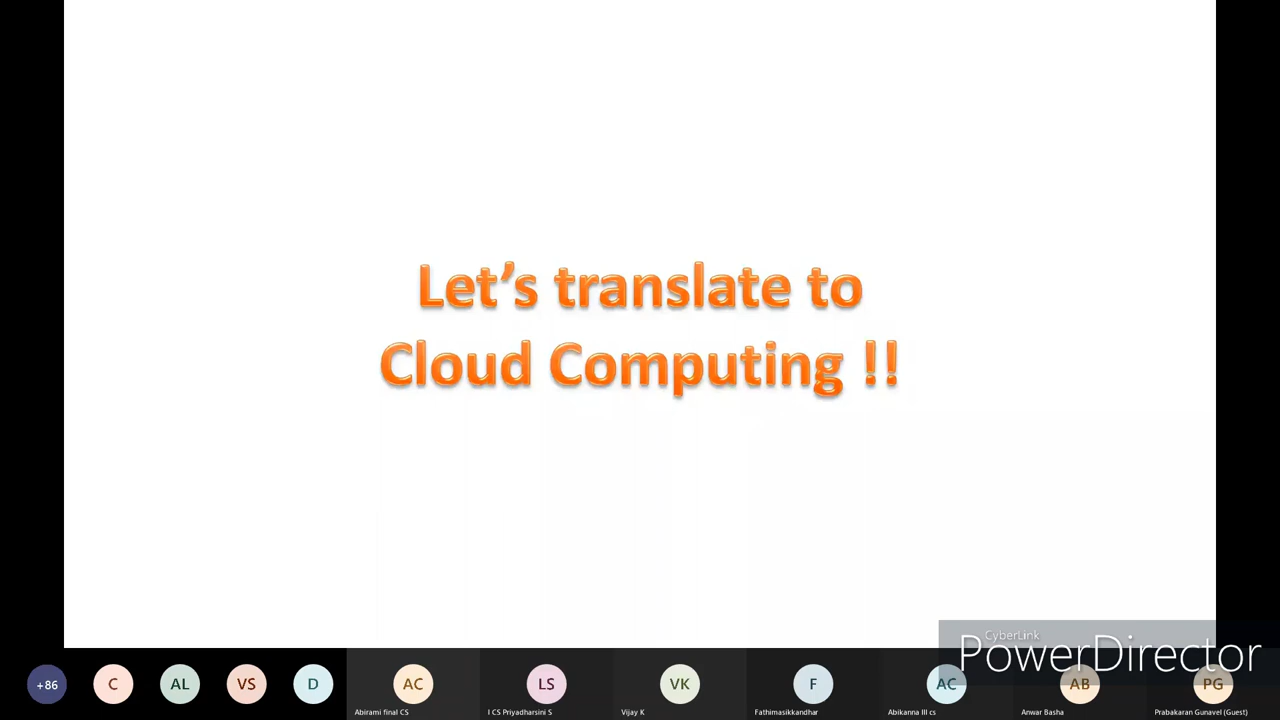 Let’s translate to
Cloud Computing !!
CyberLink
PowerDirector
+86 C AL VS D AC LS VK F AC AB PG
Abirami final CS I CS Priyadharsini S Vijay K Fathimasikkandhar Abikanna III cs Anwar Basha Prabakaran Gunavel (Guest)